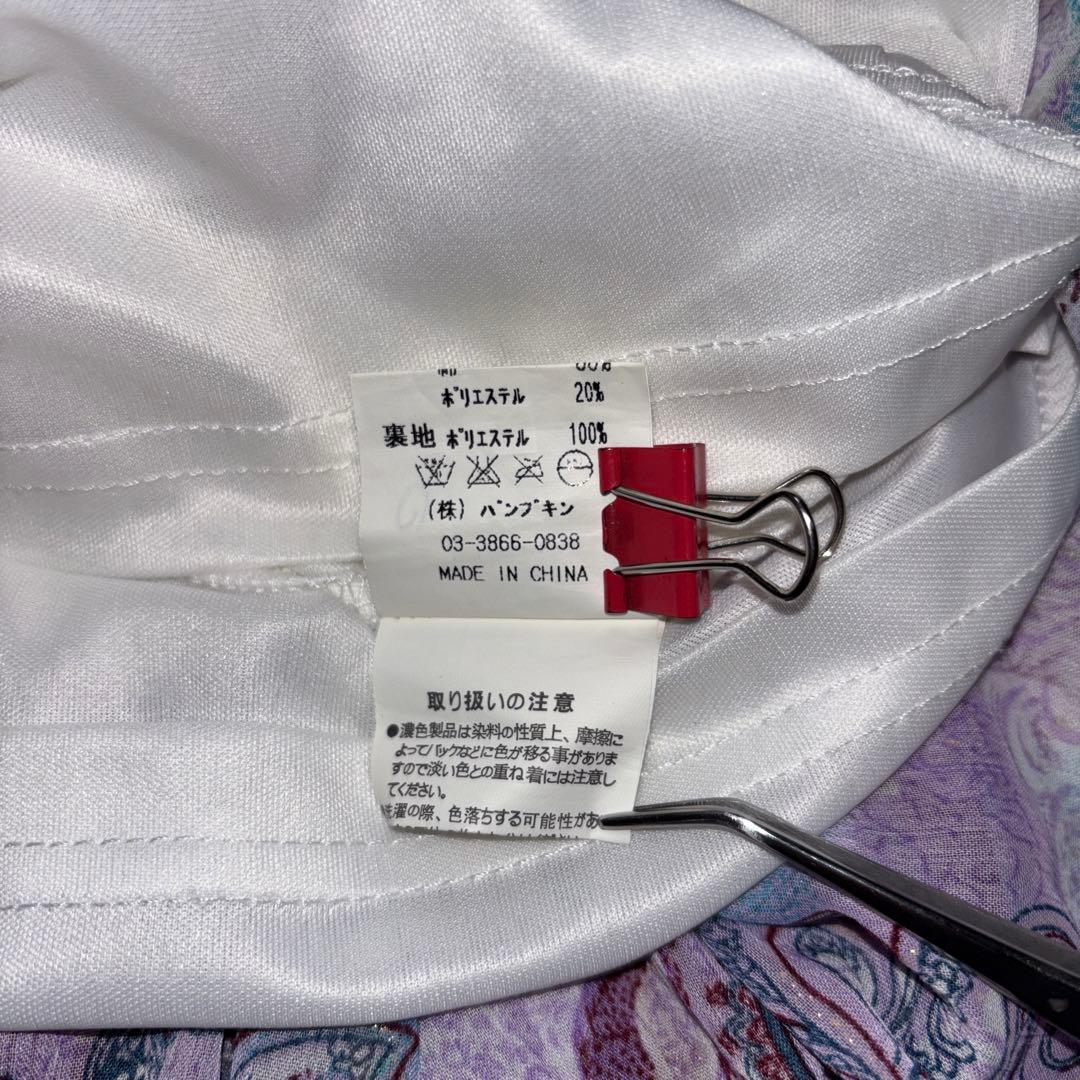 ポリエステル 20%
裏地 ポリエステル 100%
(株) パンプキン
03-3866-0838
MADE IN CHINA
取り扱いの注意
●濃色製品は染料の性質上、摩擦に
よってバックなどに色が移る事がありま
すので淡い色との重ね着には注意し
てください。
洗濯の際、色落ちする可能性があ